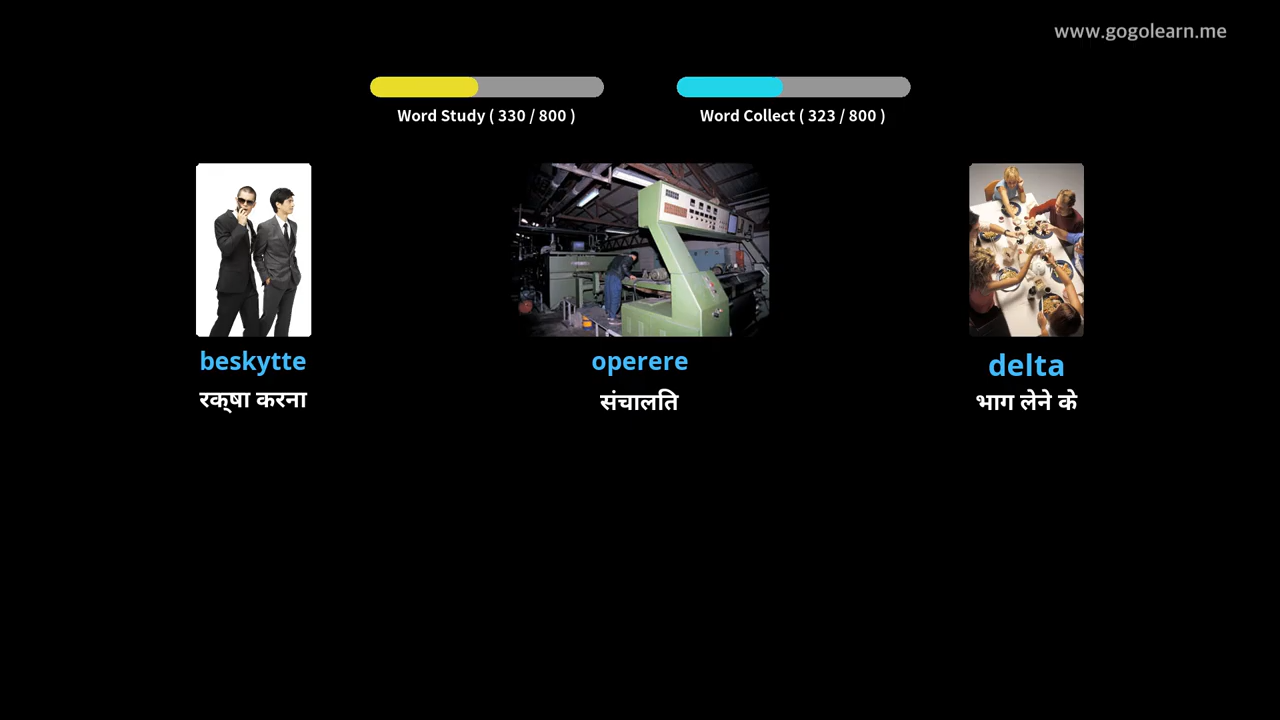 www.gogolearn.me
Word Study ( 330 / 800 )
Word Collect ( 323 / 800 )
beskytte
operere
delta
रक्षा करना
संचालति
भाग लेने के